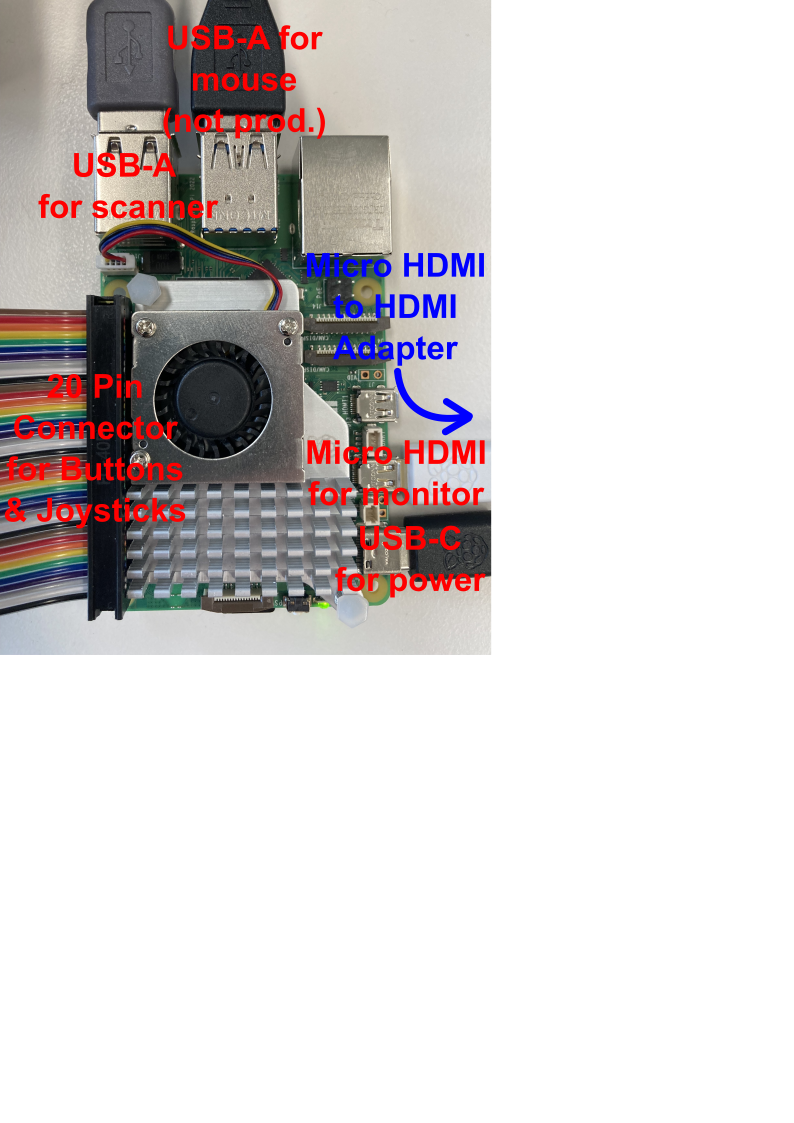 USB-A for
mouse
(not prod.)
USB-A
for scanner
Micro HDMI
to HDMI
Adapter
20 Pin
Connector
for Buttons
& Joysticks
Micro HDMI
for monitor
USB-C
for power